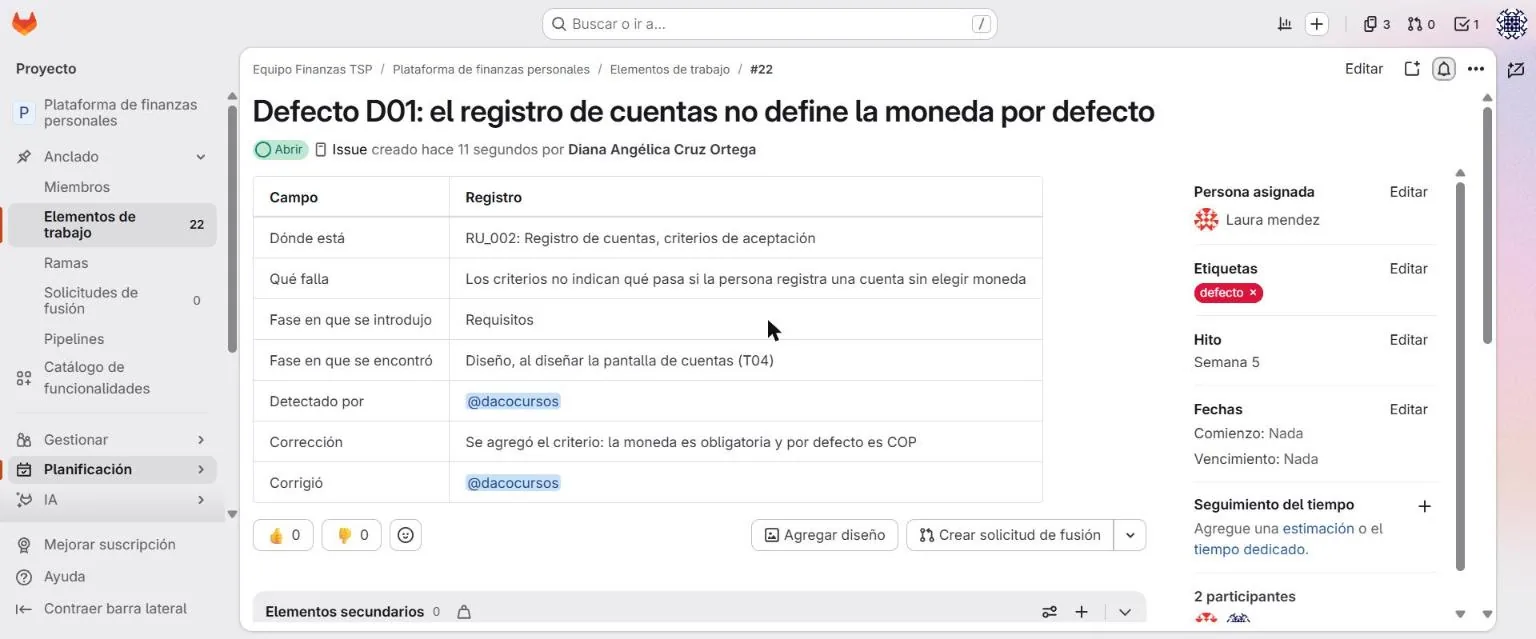 Buscar o ir a...
/
3
0
1
Proyecto
P
Plataforma de finanzas
personales
Anclado
Miembros
Elementos de
trabajo
22
Ramas
Solicitudes de
fusión
0
Pipelines
Catálogo de
funcionalidades
Gestionar
Planificación
IA
Mejorar suscripción
Ayuda
Contraer barra lateral
Equipo Finanzas TSP / Plataforma de finanzas personales / Elementos de trabajo / #22
Editar
Defecto D01: el registro de cuentas no define la moneda por defecto
Abrir Issue creado hace 11 segundos por Diana Angélica Cruz Ortega
Campo Registro
Dónde está RU_002: Registro de cuentas, criterios de aceptación
Qué falla Los criterios no indican qué pasa si la persona registra una cuenta sin elegir moneda
Fase en que se introdujo Requisitos
Fase en que se encontró Diseño, al diseñar la pantalla de cuentas (T04)
Detectado por @dacocursos
Corrección Se agregó el criterio: la moneda es obligatoria y por defecto es COP
Corrigió @dacocursos
0
0
Agregar diseño
Crear solicitud de fusión
Elementos secundarios 0
Persona asignada Editar
Laura mendez
Etiquetas Editar
defecto ×
Hito Editar
Semana 5
Fechas Editar
Comienzo: Nada
Vencimiento: Nada
Seguimiento del tiempo +
Agregue una estimación o el
tiempo dedicado.
2 participantes